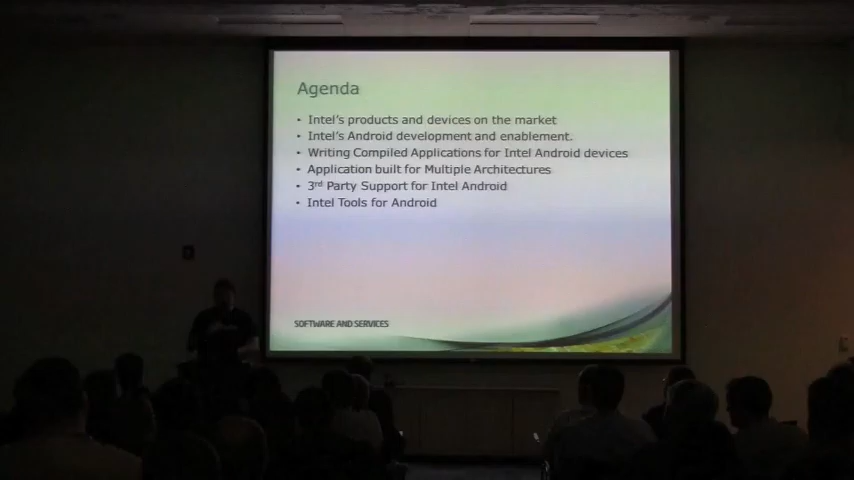 Agenda
• Intel's products and devices on the market
• Intel's Android development and enablement.
• Writing Compiled Applications for Intel Android devices
• Application built for Multiple Architectures
• 3rd Party Support for Intel Android
• Intel Tools for Android
SOFTWARE AND SERVICES